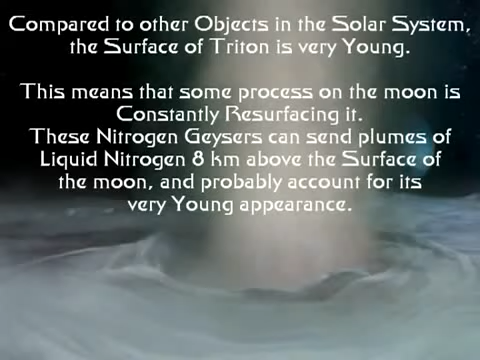 Compared to other Objects in the Solar System,
the Surface of Triton is very Young.
This means that some process on the moon is
Constantly Resurfacing it.
These Nitrogen Geysers can send plumes of
Liquid Nitrogen 8 km above the Surface of
the moon, and probably account for its
very Young appearance.